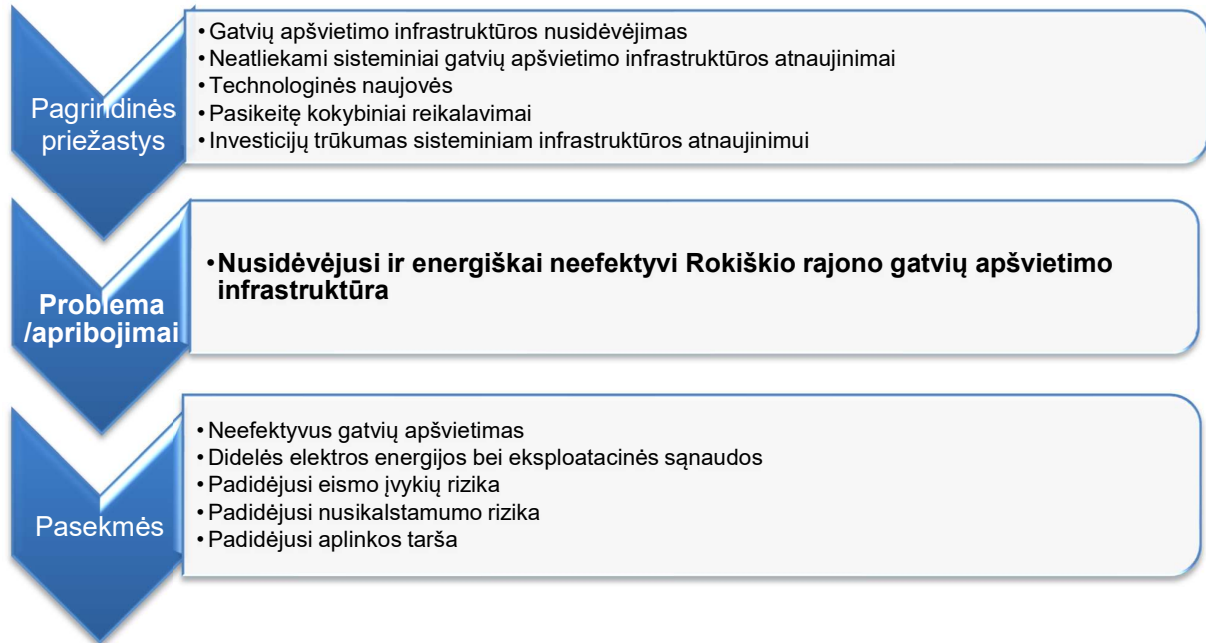 Pagrindinės
priežastys
• Gatvių apšvietimo infrastruktūros nusidėvėjimas
• Neatliekami sisteminiai gatvių apšvietimo infrastruktūros atnaujinimai
• Technologinės naujovės
• Pasikeitę kokybiniai reikalavimai
• Investicijų trūkumas sisteminiam infrastruktūros atnaujinimui
Problema
/apribojimai
• Nusidėvėjusi ir energiškai neefektyvi Rokiškio rajono gatvių apšvietimo
infrastruktūra
Pasekmės
• Neefektyvus gatvių apšvietimas
• Didelės elektros energijos bei eksploatacinės sąnaudos
• Padidėjusi eismo įvykių rizika
• Padidėjusi nusikalstamumo rizika
• Padidėjusi aplinkos tarša